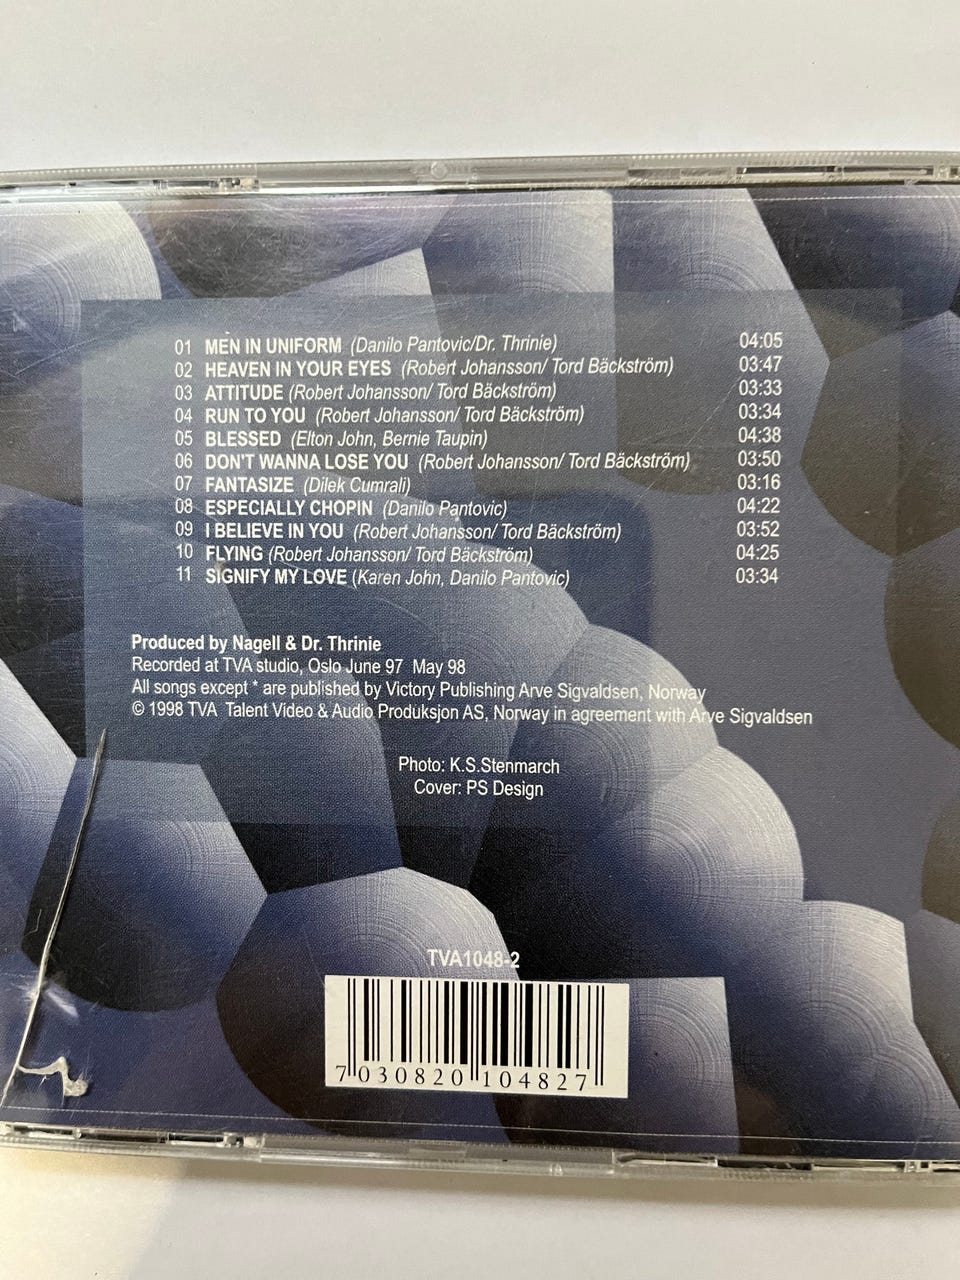 01 MEN IN UNIFORM (Danilo Pantovic/Dr. Thrinie) 04:05
02 HEAVEN IN YOUR EYES (Robert Johansson/ Tord Bäckström) 03:47
03 ATTITUDE (Robert Johansson/ Tord Bäckström) 03:33
04 RUN TO YOU (Robert Johansson/ Tord Bäckström) 03:34
05 BLESSED (Elton John, Bernie Taupin) 04:38
06 DON'T WANNA LOSE YOU (Robert Johansson/ Tord Bäckström) 03:50
07 FANTASIZE (Dilek Cumrali) 03:16
08 ESPECIALLY CHOPIN (Danilo Pantovic) 04:22
09 I BELIEVE IN YOU (Robert Johansson/ Tord Bäckström) 03:52
10 FLYING (Robert Johansson/ Tord Bäckström) 04:25
11 SIGNIFY MY LOVE (Karen John, Danilo Pantovic) 03:34
Produced by Nagell & Dr. Thrinie
Recorded at TVA studio, Oslo June 97 May 98
All songs except * are published by Victory Publishing Arve Sigvaldsen, Norway
© 1998 TVA Talent Video & Audio Produksjon AS, Norway in agreement with Arve Sigvaldsen
Photo: K.S.Stenmarch
Cover: PS Design
TVA1048-2
7 030820 104827